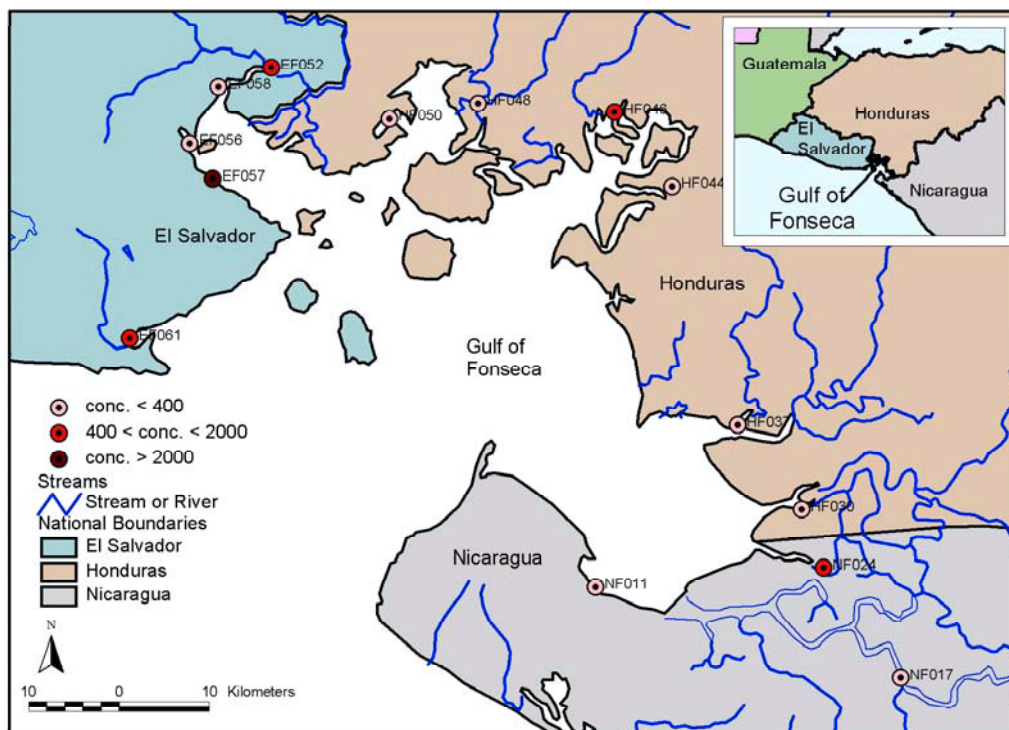 EF052
EF058
HF050
HF048
HF046
EF056
EF057
HF044
El Salvador
Honduras
EF061
Gulf of
Fonseca
HF037
HF030
Nicaragua
NF011
NF024
NF017
Guatemala
Honduras
El
Salvador
Nicaragua
Gulf of
Fonseca
conc. < 400
400 < conc. < 2000
conc. > 2000
Streams
Stream or River
National Boundaries
El Salvador
Honduras
Nicaragua
N
10 0 10 Kilometers